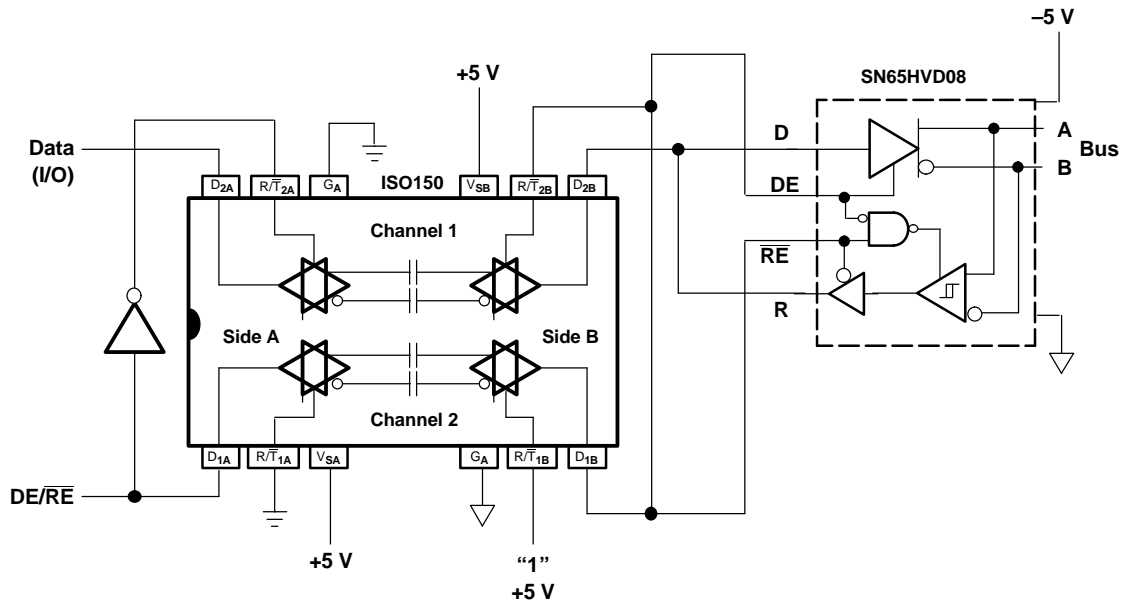 –5 V
+5 V
SN65HVD08
Data
(I/O)
D
A
Bus
B
DE
RE
R
D2A
R/T̅2A
GA
ISO150
VSB
R/T̅2B
D2B
Channel 1
Side A
Side B
Channel 2
D1A
R/T̅1A
VSA
GA
R/T̅1B
D1B
DE/R̅E̅
+5 V
“1”
+5 V